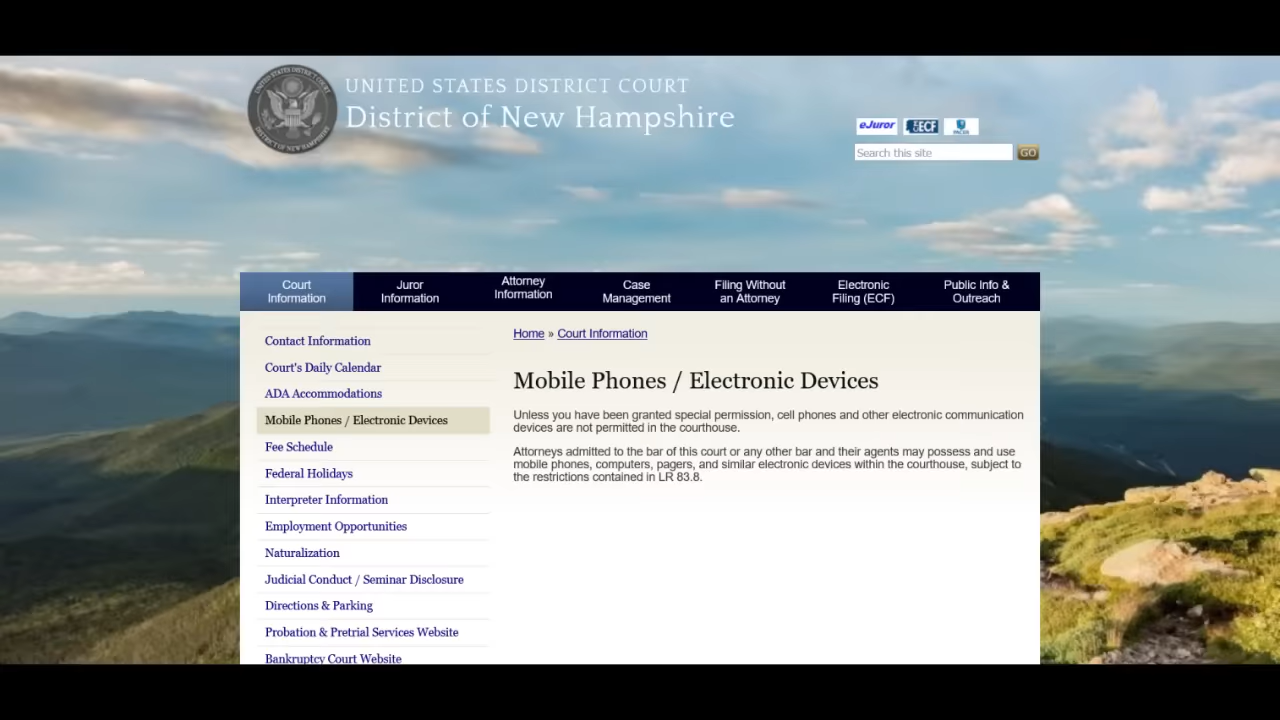 UNITED STATES DISTRICT COURT
District of New Hampshire
eJuror
ECF
Search this site
GO
Court Information
Juror Information
Attorney Information
Case Management
Filing Without an Attorney
Electronic Filing (ECF)
Public Info & Outreach
Contact Information
Court's Daily Calendar
ADA Accommodations
Mobile Phones / Electronic Devices
Fee Schedule
Federal Holidays
Interpreter Information
Employment Opportunities
Naturalization
Judicial Conduct / Seminar Disclosure
Directions & Parking
Probation & Pretrial Services Website
Bankruptcy Court Website
Home » Court Information
Mobile Phones / Electronic Devices
Unless you have been granted special permission, cell phones and other electronic communication
devices are not permitted in the courthouse.
Attorneys admitted to the bar of this court or any other bar and their agents may possess and use
mobile phones, computers, pagers, and similar electronic devices within the courthouse, subject to
the restrictions contained in LR 83.8.